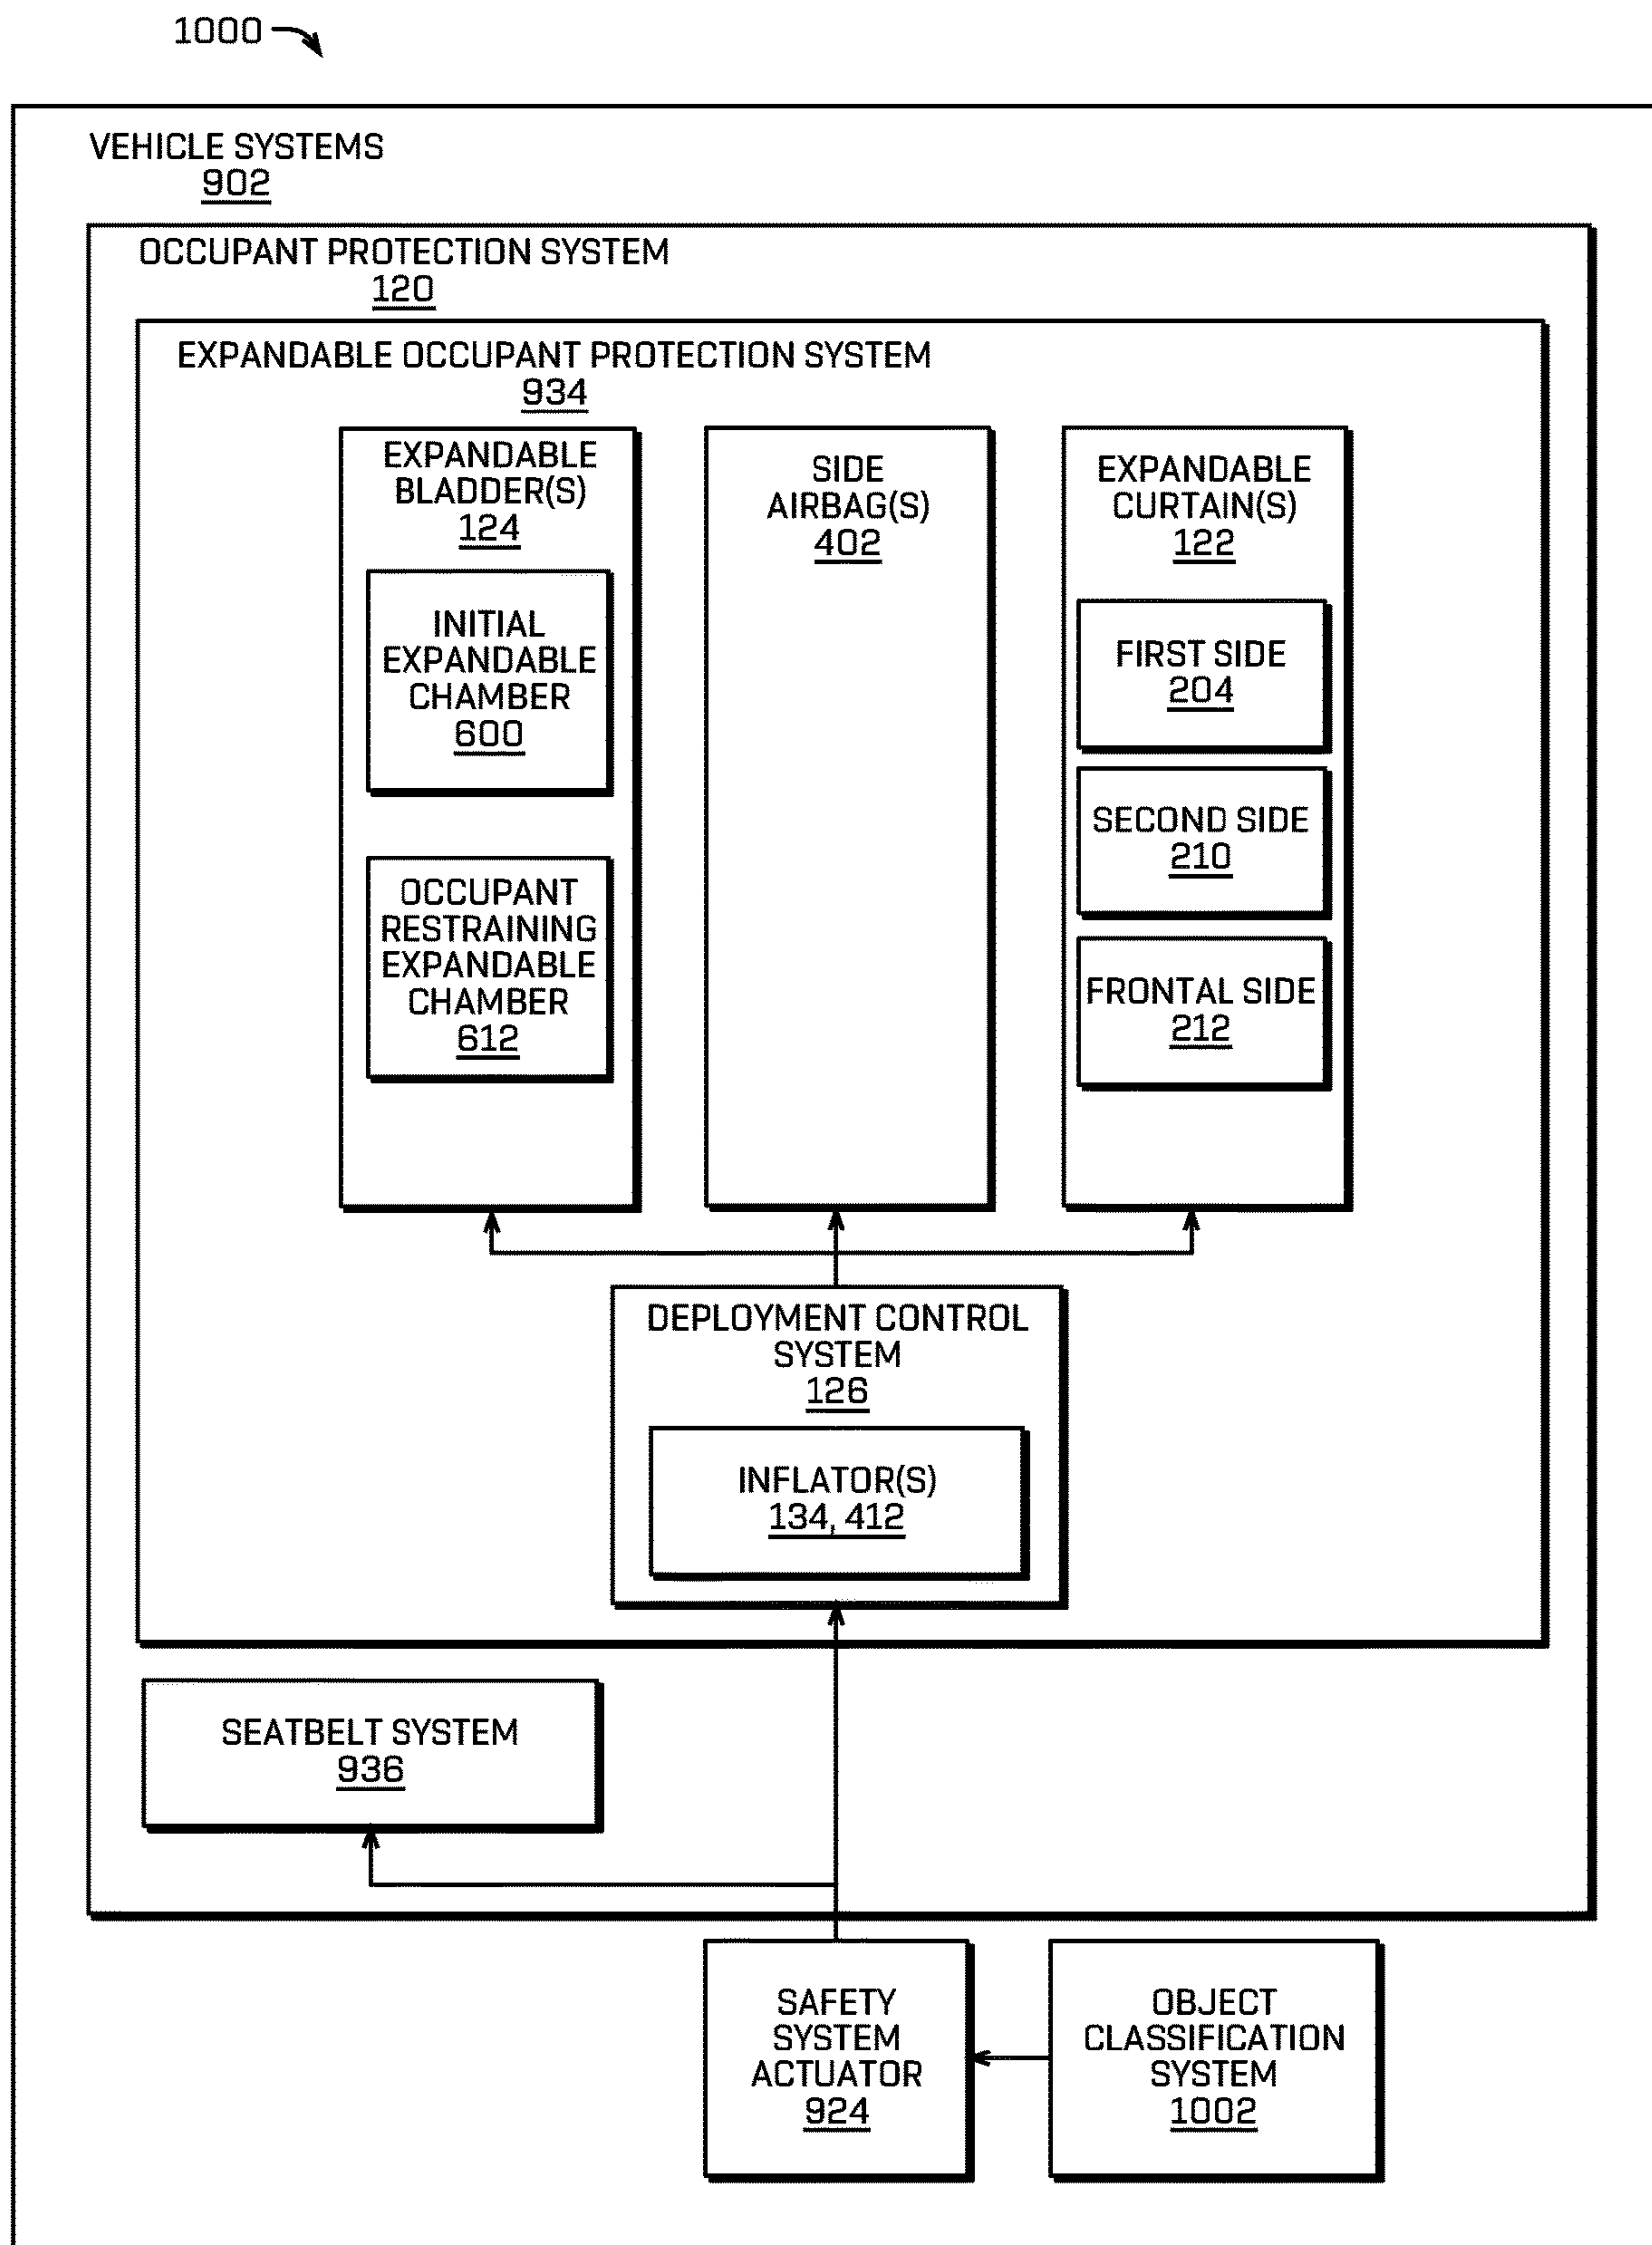 1000
VEHICLE SYSTEMS
902
OCCUPANT PROTECTION SYSTEM
120
EXPANDABLE OCCUPANT PROTECTION SYSTEM
934
EXPANDABLE
BLADDER(S)
124
INITIAL
EXPANDABLE
CHAMBER
600
OCCUPANT
RESTRAINING
EXPANDABLE
CHAMBER
612
SIDE
AIRBAG(S)
402
EXPANDABLE
CURTAIN(S)
122
FIRST SIDE
204
SECOND SIDE
210
FRONTAL SIDE
212
DEPLOYMENT CONTROL
SYSTEM
126
INFLATOR(S)
134, 412
SEATBELT SYSTEM
936
SAFETY
SYSTEM
ACTUATOR
924
OBJECT
CLASSIFICATION
SYSTEM
1002